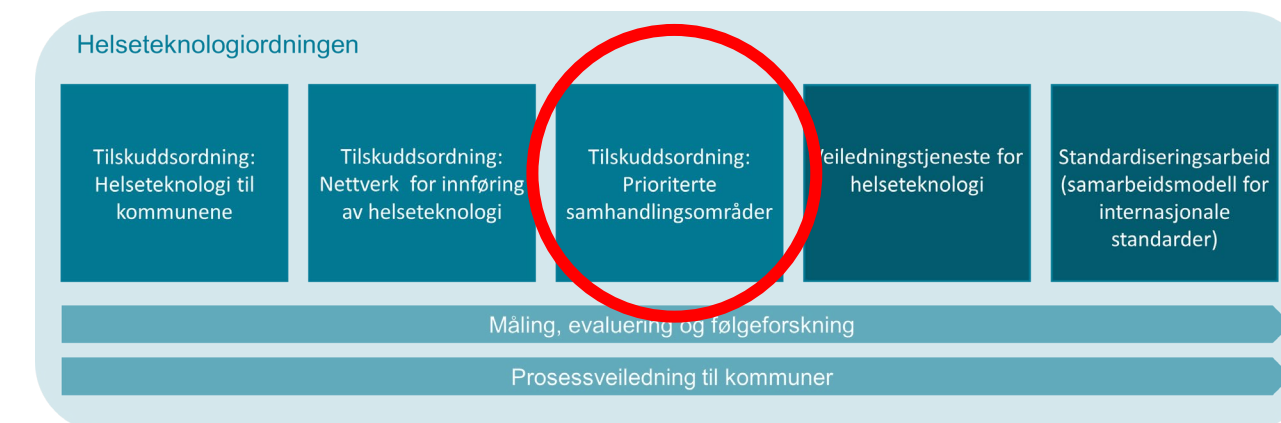 Helseteknologiordningen
Tilskuddsordning:
Helseteknologi til
kommunene
Tilskuddsordning:
Nettverk for innføring
av helseteknologi
Tilskuddsordning:
Prioriterte
samhandlingsområder
Veiledningstjeneste for
helseteknologi
Standardiseringsarbeid
(samarbeidsmodell for
internasjonale
standarder)
Måling, evaluering og følgeforskning
Prosessveiledning til kommuner